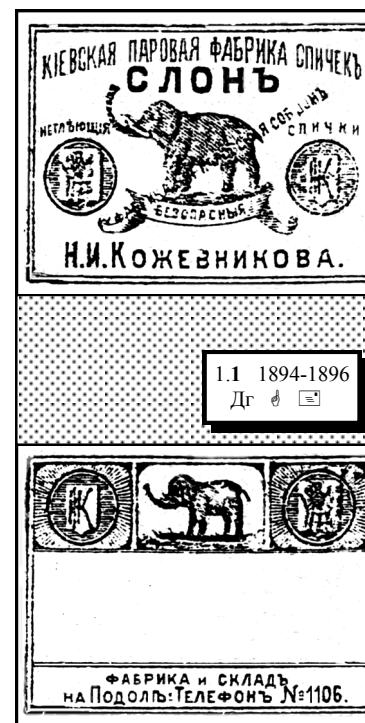 КІЕВСКАЯ ПАРОВАЯ ФАБРИКА СПИЧЕКЪ
СЛОНЪ
НЕТЛѢЮЩІЯ
СПИЧКИ
БЕЗОПАСНЫЯ
Н.И.КОЖЕВНИКОВА.
1.1 1894-1896
Дг
ФАБРИКА и СКЛАДЪ
НА ПОДОЛѢ: ТЕЛЕФОНЪ №1106.